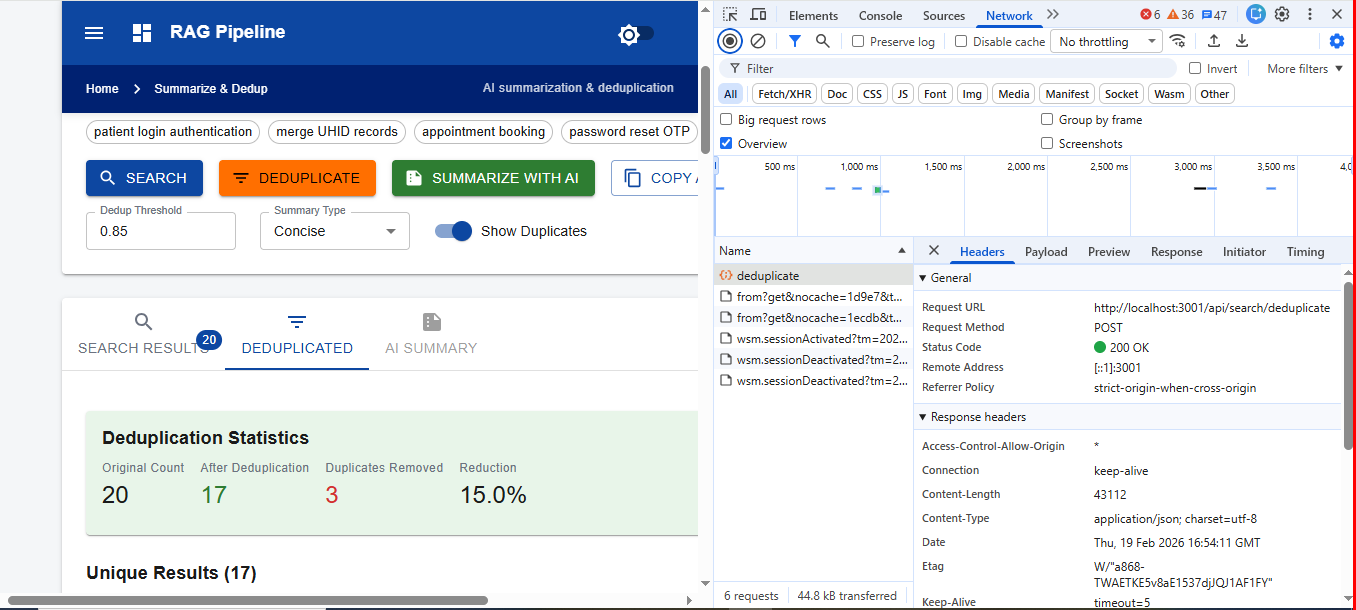 RAG Pipeline
Home > Summarize & Dedup AI summarization & deduplication
patient login authentication merge UHID records appointment booking password reset OTP
SEARCH DEDUPLICATE SUMMARIZE WITH AI COPY
Dedup Threshold Summary Type
0.85 Concise Show Duplicates
SEARCH RESULTS 20 DEDUPLICATED AI SUMMARY
Deduplication Statistics
Original Count After Deduplication Duplicates Removed Reduction
20 17 3 15.0%
Unique Results (17)
Elements Console Sources Network 6 36 47
Preserve log Disable cache No throttling
Filter Invert More filters
All Fetch/XHR Doc CSS JS Font Img Media Manifest Socket Wasm Other
Big request rows Group by frame
Overview Screenshots
500 ms 1,000 ms 1,500 ms 2,000 ms 2,500 ms 3,000 ms 3,500 ms 4,0
Name
deduplicate
from?get&nocache=1d9e7&t...
from?get&nocache=1ecdb&t...
wsm.sessionActivated?tm=202...
wsm.sessionDeactivated?tm=2...
wsm.sessionDeactivated?tm=2...
6 requests 44.8 kB transferred
Headers Payload Preview Response Initiator Timing
General
Request URL http://localhost:3001/api/search/deduplicate
Request Method POST
Status Code 200 OK
Remote Address [::1]:3001
Referrer Policy strict-origin-when-cross-origin
Response headers
Access-Control-Allow-Origin *
Connection keep-alive
Content-Length 43112
Content-Type application/json; charset=utf-8
Date Thu, 19 Feb 2026 16:54:11 GMT
Etag W/"a868-
TWAETKE5v8aE1537djJQJ1AF1FY"
Keep-Alive timeout=5